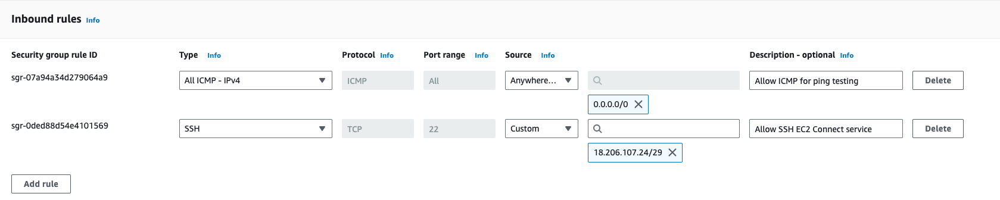 Inbound rules Info
Security group rule ID Type Info Protocol Info Port range Info Source Info Description - optional Info
sgr-07a94a34d279064a9 All ICMP - IPv4 ICMP All Anywhere... Allow ICMP for ping testing Delete
0.0.0.0/0
sgr-0ded88d54e4101569 SSH TCP 22 Custom Allow SSH EC2 Connect service Delete
18.206.107.24/29
Add rule